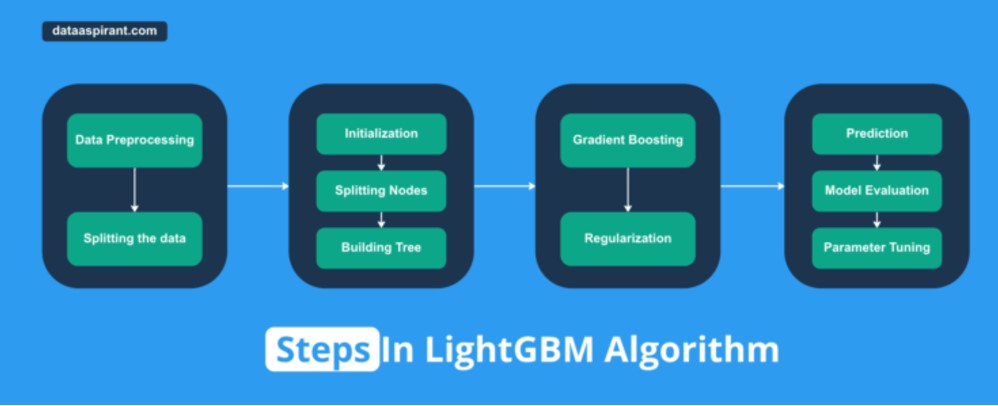 dataaspirant.com
Data Preprocessing
Splitting the data
Initialization
Splitting Nodes
Building Tree
Gradient Boosting
Regularization
Prediction
Model Evaluation
Parameter Tuning
Steps In LightGBM Algorithm